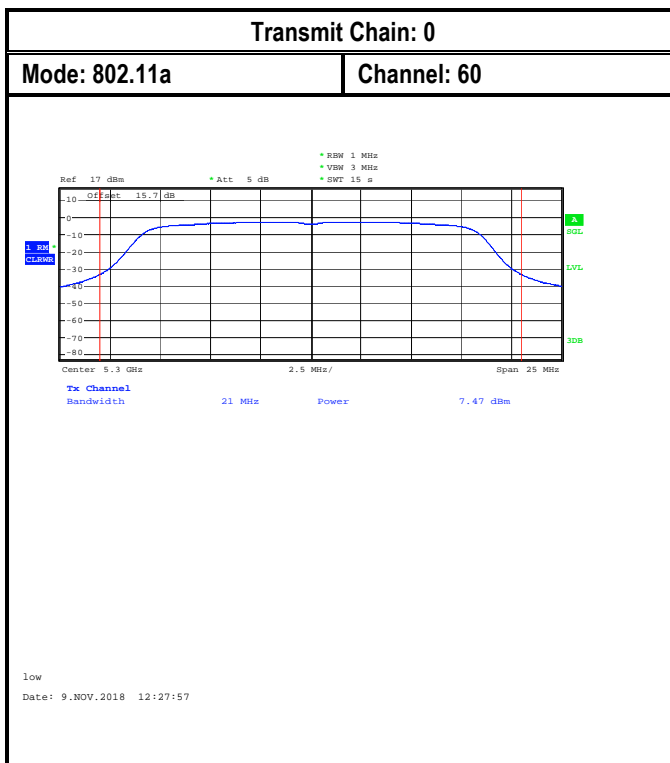 Transmit Chain: 0
Mode: 802.11a Channel: 60
* RBW 1 MHz
* VBW 3 MHz
Ref 17 dBm * Att 5 dB * SWT 15 s
Offset 15.7 dB
10
0
A
SGL
-10
1 RM *
CLRWR
-20
LVL
-30
-40
-50
-60
-70
3DB
-80
Center 5.3 GHz 2.5 MHz/ Span 25 MHz
Tx Channel
Bandwidth 21 MHz Power 7.47 dBm
low
Date: 9.NOV.2018 12:27:57